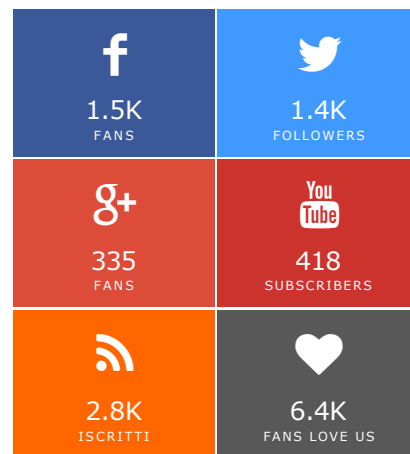 f
1.5K
FANS
1.4K
FOLLOWERS
g+
335
FANS
You
Tube
418
SUBSCRIBERS
2.8K
ISCRITTI
6.4K
FANS LOVE US